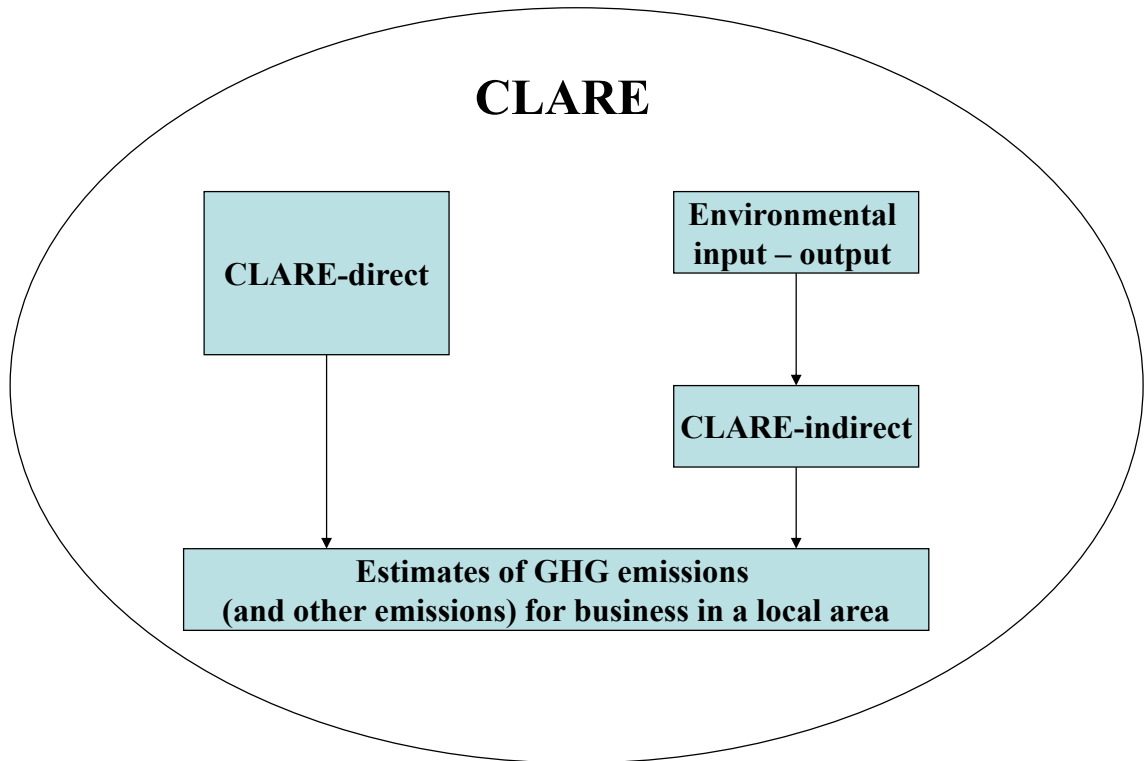 CLARE
CLARE-direct
Environmental
input – output
CLARE-indirect
Estimates of GHG emissions
(and other emissions) for business in a local area